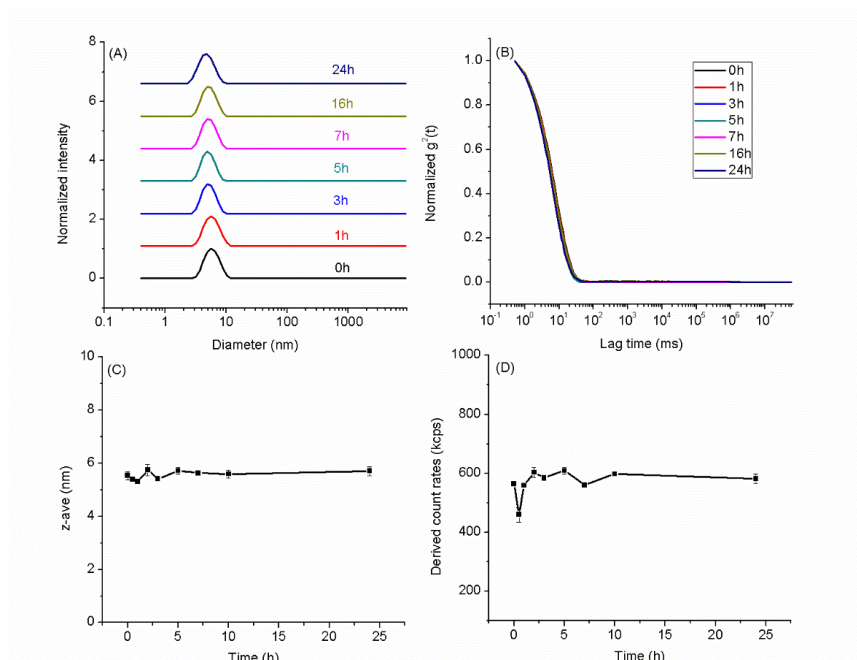 (A)
8
6
4
2
0
Normalized intensity
24h
16h
7h
5h
3h
1h
0h
0.1 1 10 100 1000
Diameter (nm)
(B)
1.0
0.8
0.6
0.4
0.2
0.0
Normalized g²(t)
0h
1h
3h
5h
7h
16h
24h
10⁻¹ 10⁰ 10¹ 10² 10³ 10⁴ 10⁵ 10⁶ 10⁷
Lag time (ms)
(C)
10
8
6
4
2
0
z-ave (nm)
0 5 10 15 20 25
Time (h)
(D)
1000
800
600
400
200
Derived count rates (kcps)
0 5 10 15 20 25
Time (h)